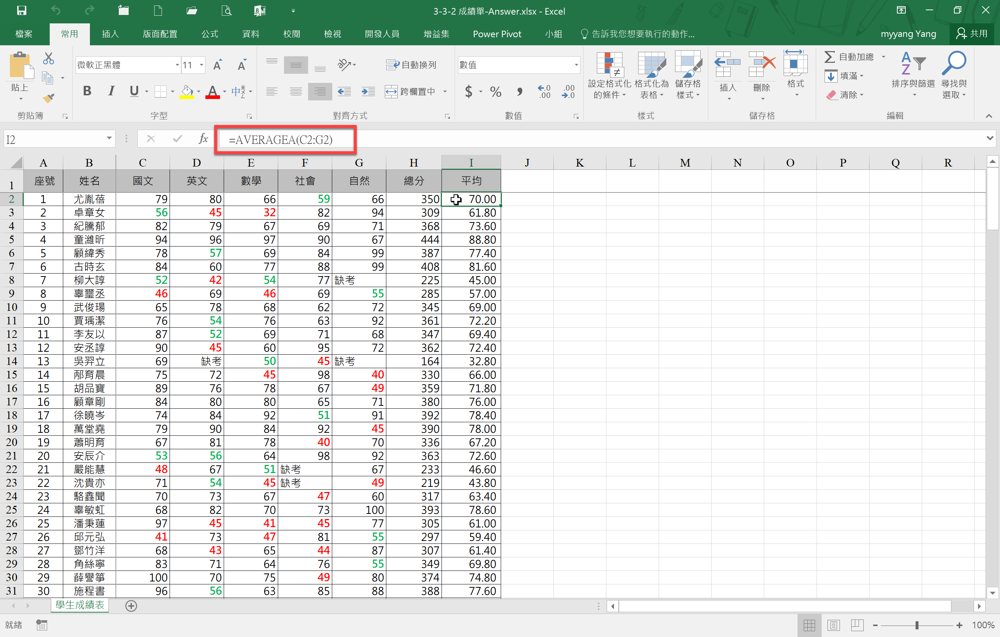 3-3-2 成績單-Answer.xlsx - Excel
檔案 常用 插入 版面配置 公式 資料 校閱 檢視 開發人員 增益集 Power Pivot 小組 告訴我您想要執行的動作... myyang Yang 共用
貼上
剪貼簿
微軟正黑體 11
B I U A 中
字型
自動換列
跨欄置中
對齊方式
數值
$ % , .0 .00 .00 .0
數值
設定格式化的條件 格式化為表格 儲存格樣式
樣式
插入 刪除 格式
儲存格
自動加總
填滿
清除
排序與篩選 尋找與選取
編輯
I2 fx =AVERAGEA(C2:G2)
A B C D E F G H I J K L M N O P Q R
1 座號 姓名 國文 英文 數學 社會 自然 總分 平均
2 1 尤胤蓓 79 80 66 59 66 350 70.00
3 2 卓章女 56 45 32 82 94 309 61.80
4 3 紀騰郁 82 79 67 69 71 368 73.60
5 4 童濰昕 94 96 97 90 67 444 88.80
6 5 顧緯秀 78 57 69 84 99 387 77.40
7 6 古時玄 84 60 77 88 99 408 81.60
8 7 柳大諄 52 42 54 77 缺考 225 45.00
9 8 辜璽丞 46 69 46 69 55 285 57.00
10 9 武俊瑒 65 78 68 62 72 345 69.00
11 10 賈瑀潔 76 54 76 63 92 361 72.20
12 11 李友以 87 52 69 71 68 347 69.40
13 12 安丞諄 90 45 60 95 72 362 72.40
14 13 吳羿立 69 缺考 50 45 缺考 164 32.80
15 14 邴育晨 75 72 45 98 40 330 66.00
16 15 胡品寶 89 76 78 67 49 359 71.80
17 16 顧章剛 84 80 80 65 71 380 76.00
18 17 徐曉岑 74 84 92 51 91 392 78.40
19 18 萬堂堯 79 90 84 92 45 390 78.00
20 19 蕭明育 67 81 78 40 70 336 67.20
21 20 安辰介 53 56 64 98 92 363 72.60
22 21 嚴能慧 48 67 51 缺考 67 233 46.60
23 22 沈貴亦 71 54 45 缺考 49 219 43.80
24 23 駱鑫聞 70 73 67 47 60 317 63.40
25 24 辜敏虹 68 82 70 73 100 393 78.60
26 25 潘秉蓮 97 45 41 45 77 305 61.00
27 26 邱元弘 41 73 47 81 55 297 59.40
28 27 鄧竹洋 68 43 65 44 87 307 61.40
29 28 角絲寧 83 71 64 76 55 349 69.80
30 29 薛譽箏 100 70 75 49 80 374 74.80
31 30 施程書 96 56 63 85 88 388 77.60
學生成績表
就緒 100%